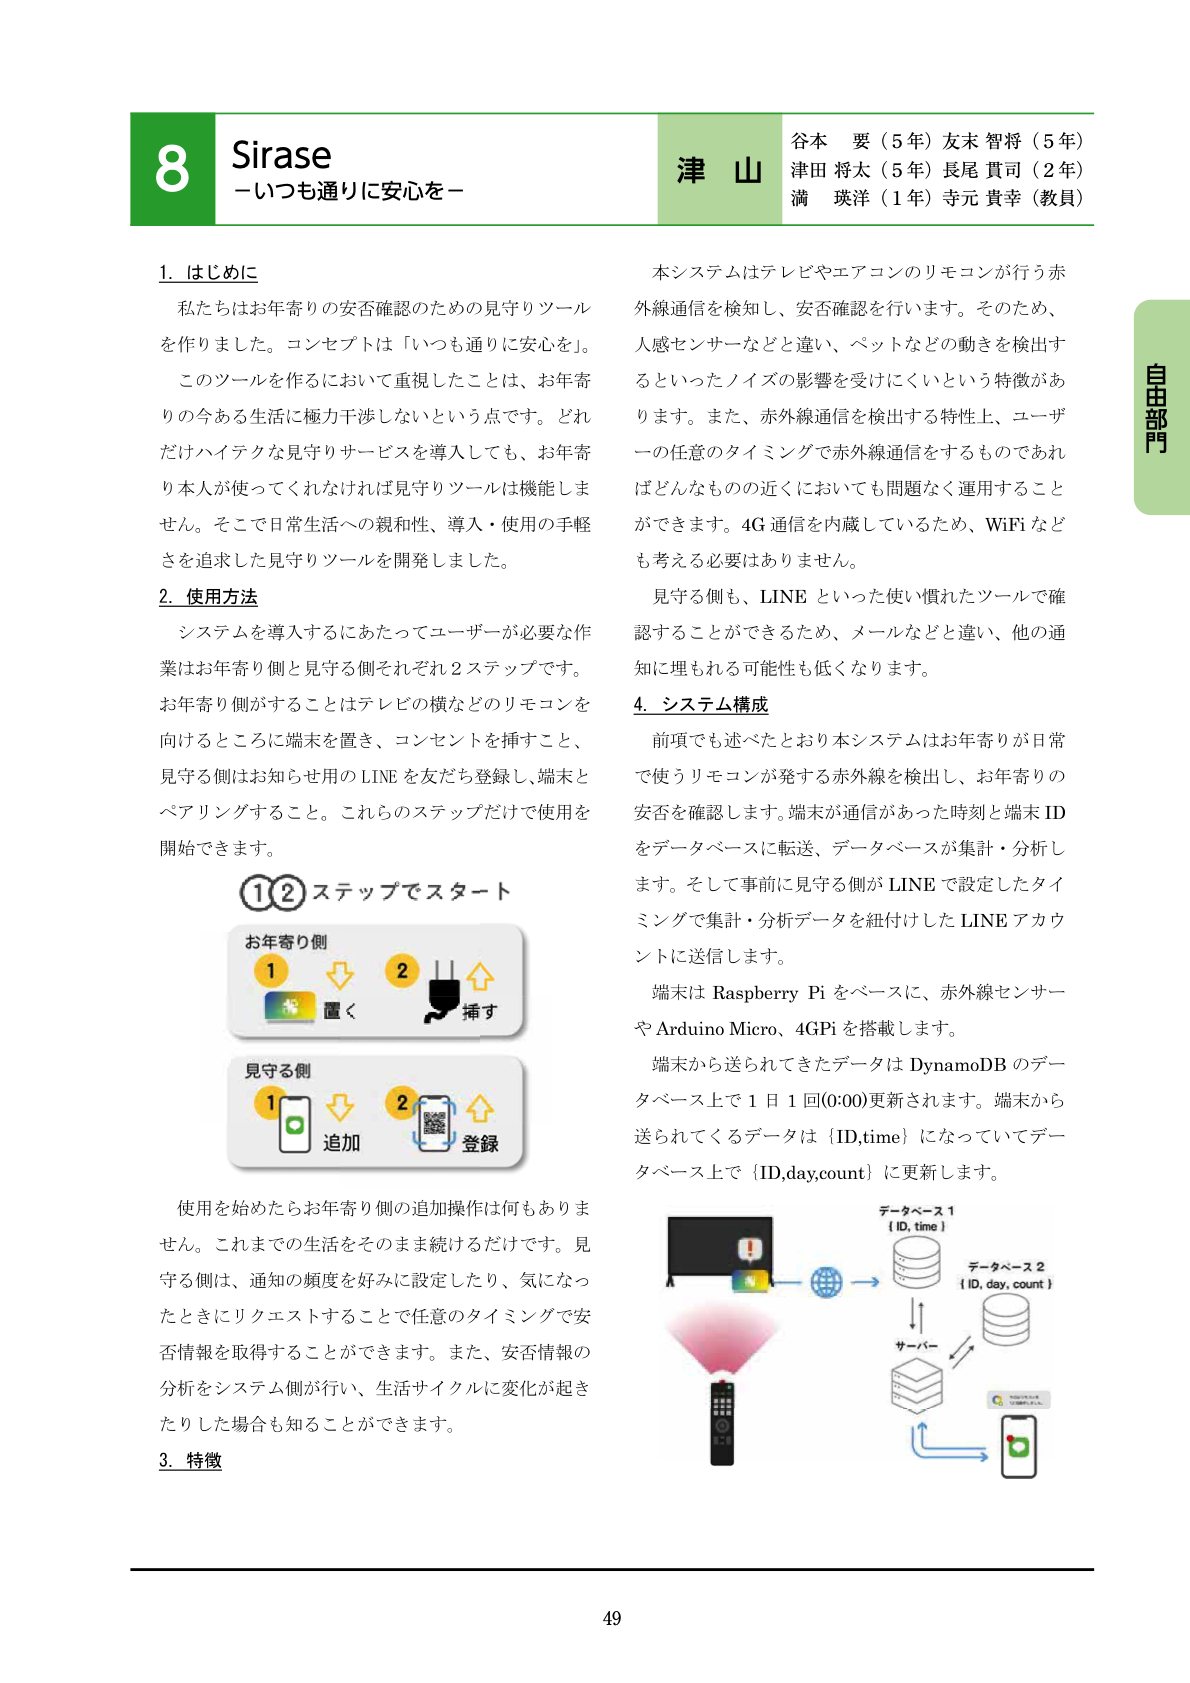 8
Sirase
－いつも通りに安心を－
津 山
谷本 要（５年）友末 智将（５年）
津田 将太（５年）長尾 貫司（２年）
満 瑛洋（１年）寺元 貴幸（教員）
自由部門
1. はじめに
私たちはお年寄りの安否確認のための見守りツール
を作りました。コンセプトは「いつも通りに安心を」。
このツールを作るにおいて重視したことは、お年寄
りの今ある生活に極力干渉しないという点です。どれ
だけハイテクな見守りサービスを導入しても、お年寄
り本人が使ってくれなければ見守りツールは機能しま
せん。そこで日常生活への親和性、導入・使用の手軽
さを追求した見守りツールを開発しました。
2. 使用方法
システムを導入するにあたってユーザーが必要な作
業はお年寄り側と見守る側それぞれ２ステップです。
お年寄り側がすることはテレビの横などのリモコンを
向けるところに端末を置き、コンセントを挿すこと、
見守る側はお知らせ用の LINE を友だち登録し、端末と
ペアリングすること。これらのステップだけで使用を
開始できます。
①②ステップでスタート
お年寄り側
1 置く
2 挿す
見守る側
1 追加
2 登録
使用を始めたらお年寄り側の追加操作は何もありま
せん。これまでの生活をそのまま続けるだけです。見
守る側は、通知の頻度を好みに設定したり、気になっ
たときにリクエストすることで任意のタイミングで安
否情報を取得することができます。また、安否情報の
分析をシステム側が行い、生活サイクルに変化が起き
たりした場合も知ることができます。
3. 特徴
本システムはテレビやエアコンのリモコンが行う赤
外線通信を検知し、安否確認を行います。そのため、
人感センサーなどと違い、ペットなどの動きを検出す
るといったノイズの影響を受けにくいという特徴があ
ります。また、赤外線通信を検出する特性上、ユーザ
ーの任意のタイミングで赤外線通信をするものであれ
ばどんなものの近くにおいても問題なく運用すること
ができます。4G 通信を内蔵しているため、WiFi など
も考える必要はありません。
見守る側も、LINE といった使い慣れたツールで確
認することができるため、メールなどと違い、他の通
知に埋もれる可能性も低くなります。
4. システム構成
前項でも述べたとおり本システムはお年寄りが日常
で使うリモコンが発する赤外線を検出し、お年寄りの
安否を確認します。端末が通信があった時刻と端末 ID
をデータベースに転送、データベースが集計・分析し
ます。そして事前に見守る側が LINE で設定したタイ
ミングで集計・分析データを紐付けした LINE アカウ
ントに送信します。
端末は Raspberry Pi をベースに、赤外線センサー
や Arduino Micro、4GPi を搭載します。
端末から送られてきたデータは DynamoDB のデー
タベース上で 1 日 1 回(0:00)更新されます。端末から
送られてくるデータは｛ID,time｝になっていてデー
タベース上で｛ID,day,count｝に更新します。
データベース 1
{ ID, time }
データベース 2
{ ID, day, count }
サーバー
49